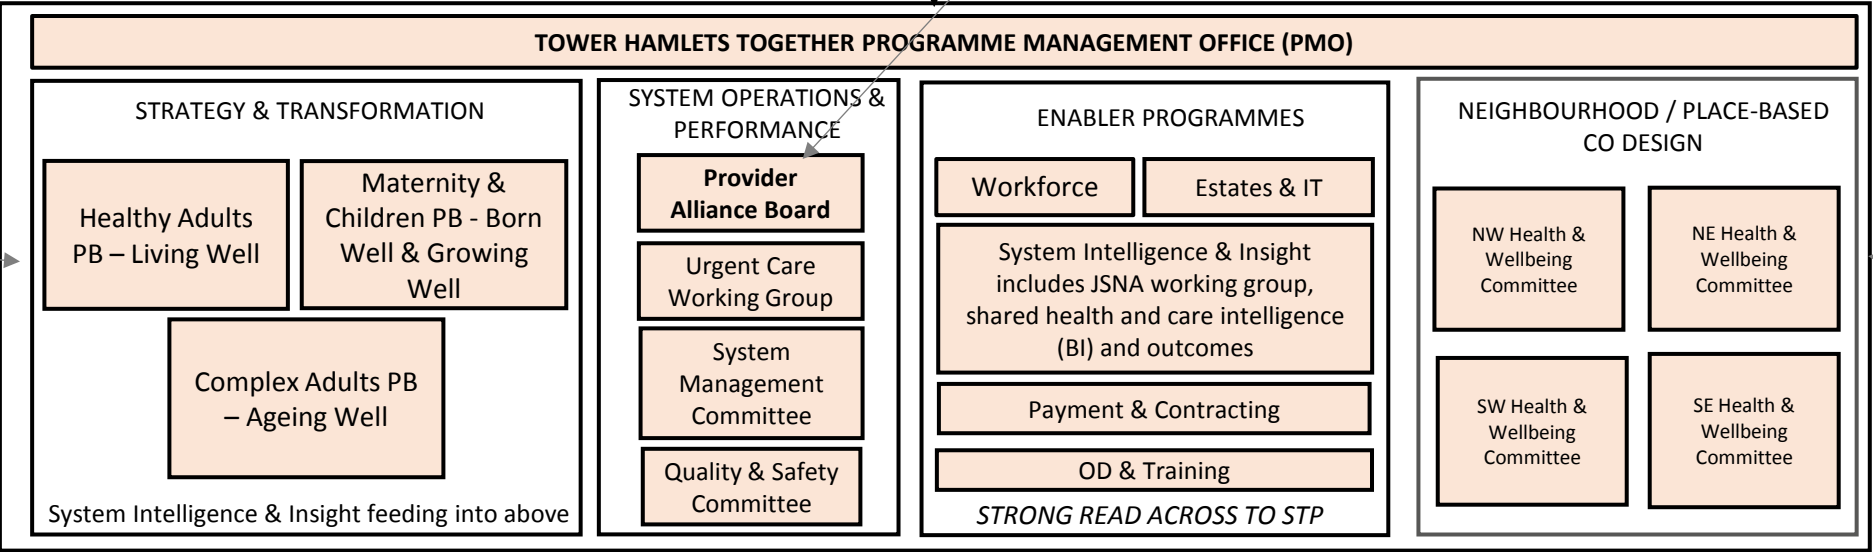 TOWER HAMLETS TOGETHER PROGRAMME MANAGEMENT OFFICE (PMO)
STRATEGY & TRANSFORMATION
Healthy Adults
PB – Living Well
Maternity &
Children PB - Born
Well & Growing
Well
Complex Adults PB
– Ageing Well
System Intelligence & Insight feeding into above
SYSTEM OPERATIONS &
PERFORMANCE
Provider
Alliance Board
Urgent Care
Working Group
System
Management
Committee
Quality & Safety
Committee
ENABLER PROGRAMMES
Workforce
Estates & IT
System Intelligence & Insight
includes JSNA working group,
shared health and care intelligence
(BI) and outcomes
Payment & Contracting
OD & Training
STRONG READ ACROSS TO STP
NEIGHBOURHOOD / PLACE-BASED
CO DESIGN
NW Health &
Wellbeing
Committee
NE Health &
Wellbeing
Committee
SW Health &
Wellbeing
Committee
SE Health &
Wellbeing
Committee